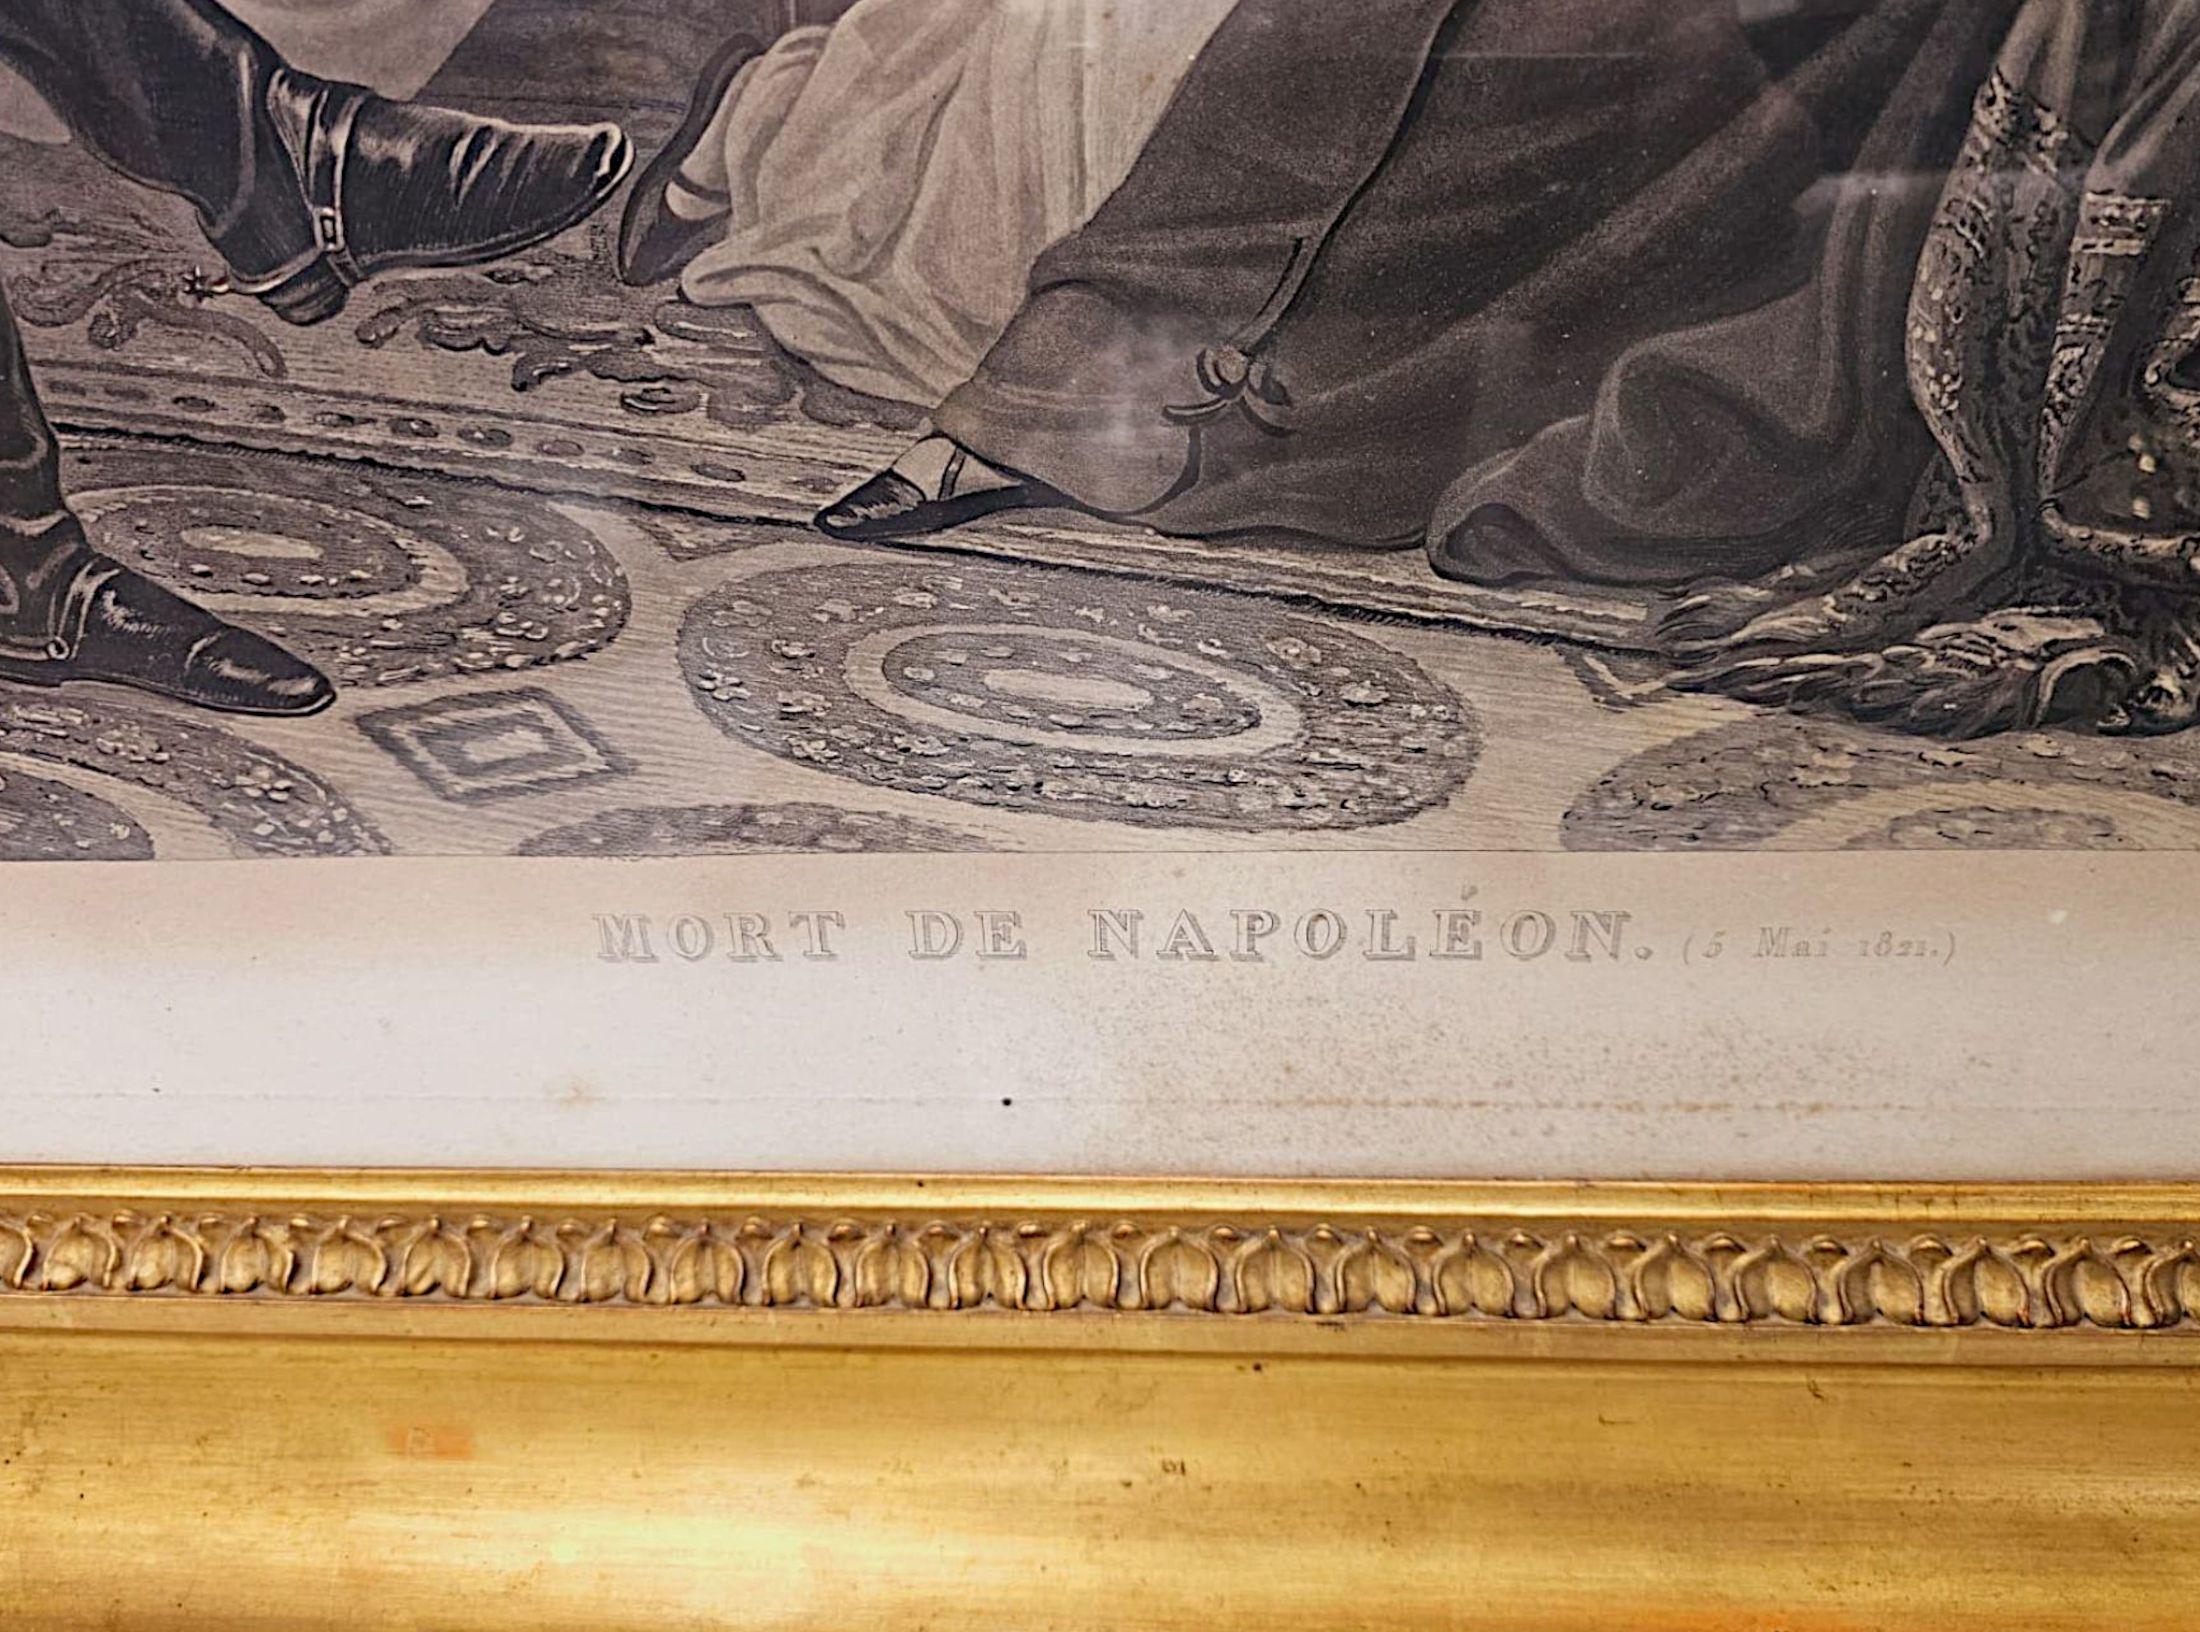 MORT DE NAPOLÉON. (5 Mai 1821.)